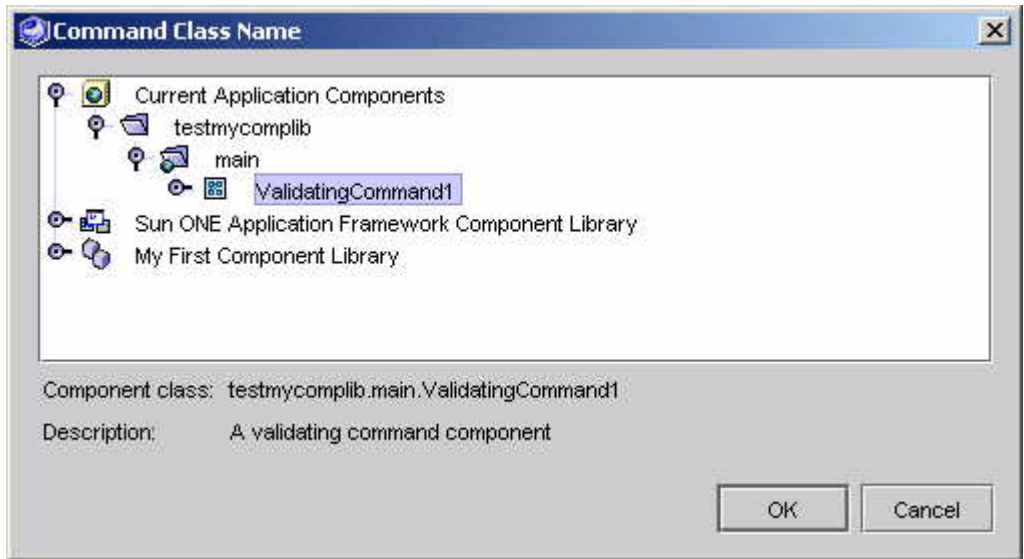 Command Class Name
Current Application Components
testmycomplib
main
ValidatingCommand1
Sun ONE Application Framework Component Library
My First Component Library
Component class: testmycomplib.main.ValidatingCommand1
Description: A validating command component
OK Cancel